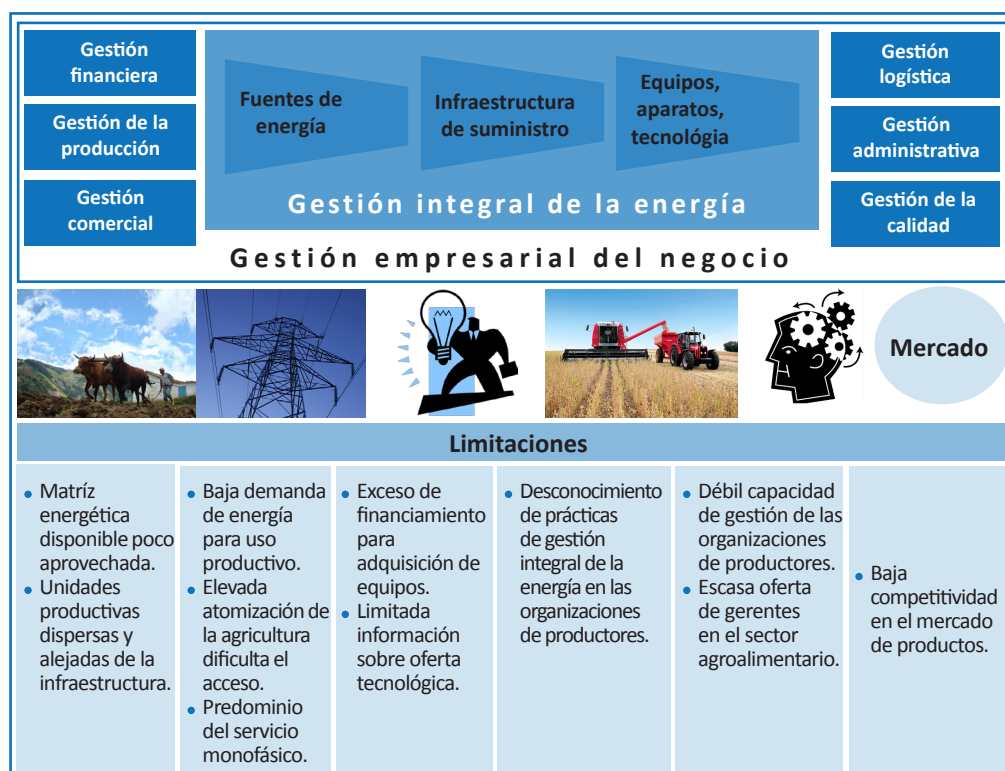 Gestión
financiera
Gestión de la
producción
Gestión
comercial
Fuentes de
energía
Infraestructura
de suministro
Equipos,
aparatos,
tecnológia
Gestión integral de la energía
Gestión
logística
Gestión
administrativa
Gestión de la
calidad
Gestión empresarial del negocio
Mercado
Limitaciones
• Matríz
energética
disponible poco
aprovechada.
• Unidades
productivas
dispersas y
alejadas de la
infraestructura.
• Baja demanda
de energía
para uso
productivo.
• Elevada
atomización de
la agricultura
dificulta el
acceso.
• Predominio
del servicio
monofásico.
• Exceso de
financiamiento
para
adquisición de
equipos.
• Limitada
información
sobre oferta
tecnológica.
• Desconocimiento
de prácticas
de gestión
integral de la
energía en las
organizaciones
de productores.
• Débil capacidad
de gestión de las
organizaciones
de productores.
• Escasa oferta
de gerentes
en el sector
agroalimentario.
• Baja
competitividad
en el mercado
de productos.